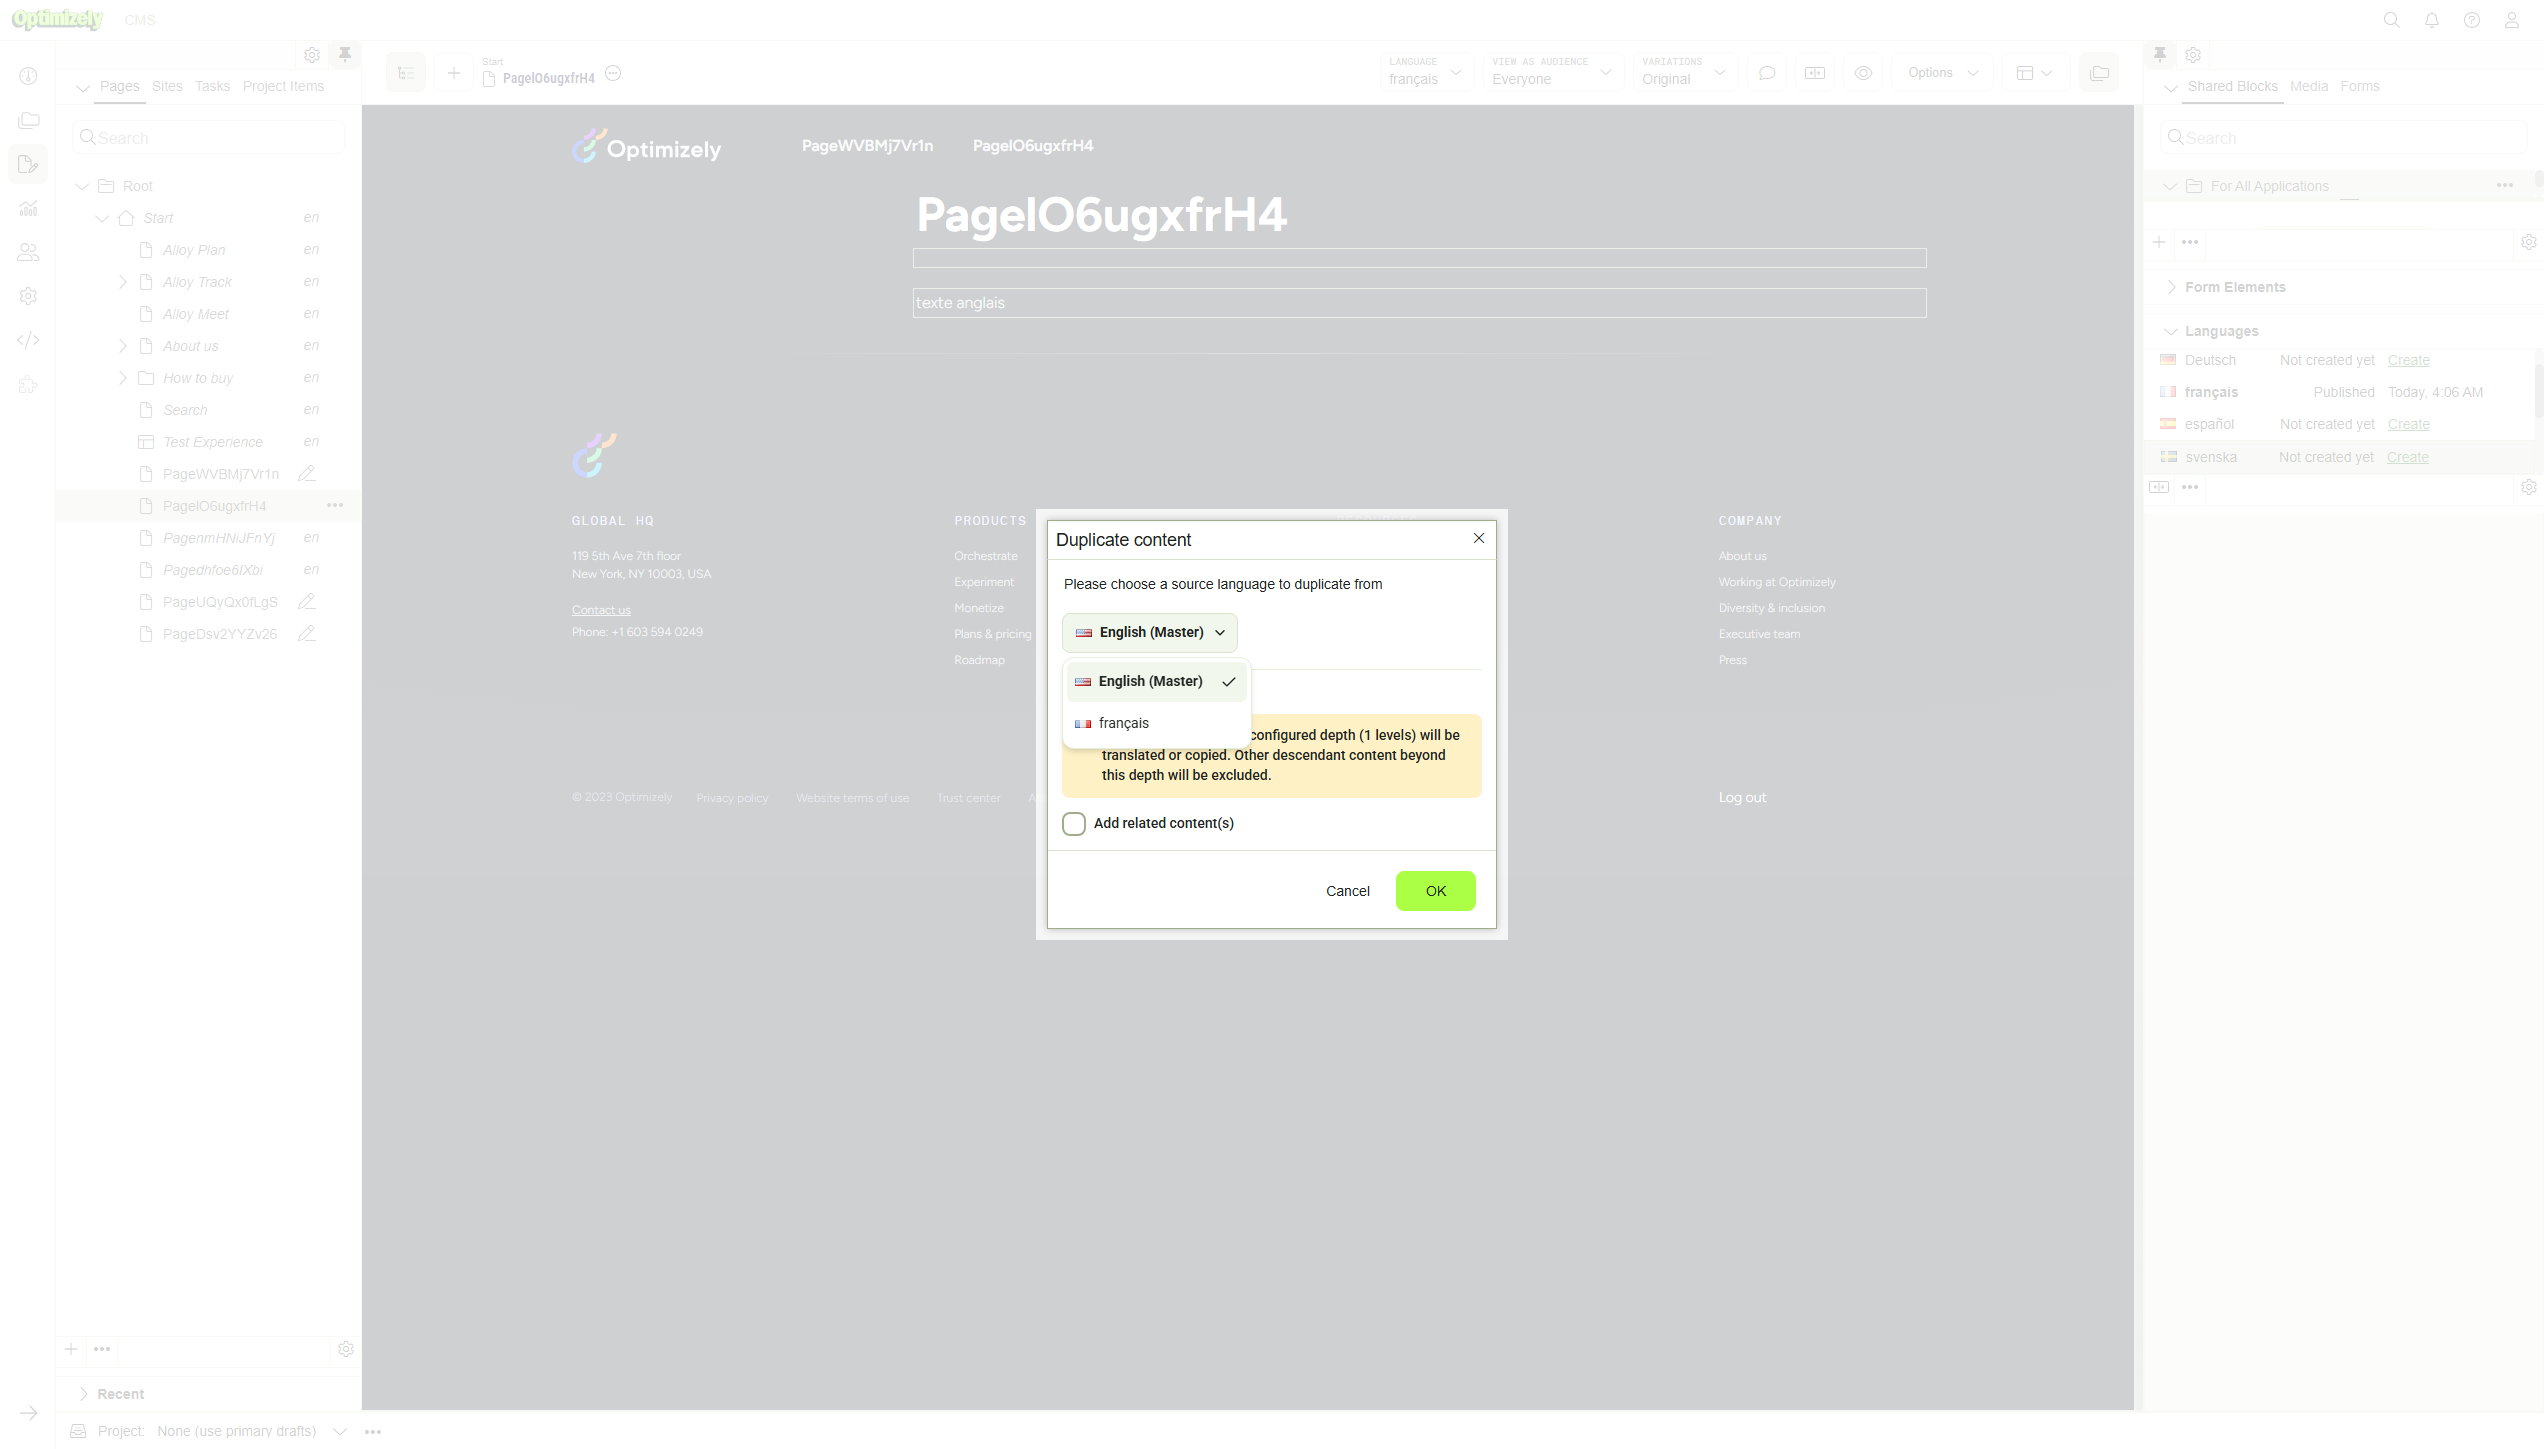 Optimizely
CMS
Pages
Sites
Tasks
Project Items
Search
Root
Start en
Alloy Plan en
Alloy Track en
Alloy Meet en
About us en
How to buy en
Search en
Test Experience en
PageWVBMj7Vr1n
PagelO6ugxfrH4
PagenmHNiJFnYj en
Pagedhfoe6IXbi en
PageUQyQx0fLgS
PageDsv2YYZv26
Recent
Project: None (use primary drafts)
Start
PagelO6ugxfrH4
LANGUAGE
français
VIEW AS AUDIENCE
Everyone
VARIATIONS
Original
Options
Optimizely
PageWVBMj7Vr1n
PagelO6ugxfrH4
PagelO6ugxfrH4
texte anglais
GLOBAL HQ
119 5th Ave 7th floor
New York, NY 10003, USA
Contact us
Phone: +1 603 594 0249
PRODUCTS
Orchestrate
Experiment
Monetize
Plans & pricing
Roadmap
COMPANY
About us
Working at Optimizely
Diversity & inclusion
Executive team
Press
© 2023 Optimizely
Privacy policy
Website terms of use
Trust center
Log out
Duplicate content
Please choose a source language to duplicate from
English (Master)
English (Master)
français
configured depth (1 levels) will be
translated or copied. Other descendant content beyond
this depth will be excluded.
Add related content(s)
Cancel
OK
Shared Blocks
Media
Forms
Search
For All Applications
Form Elements
Languages
Deutsch Not created yet Create
français Published Today, 4:06 AM
español Not created yet Create
svenska Not created yet Create